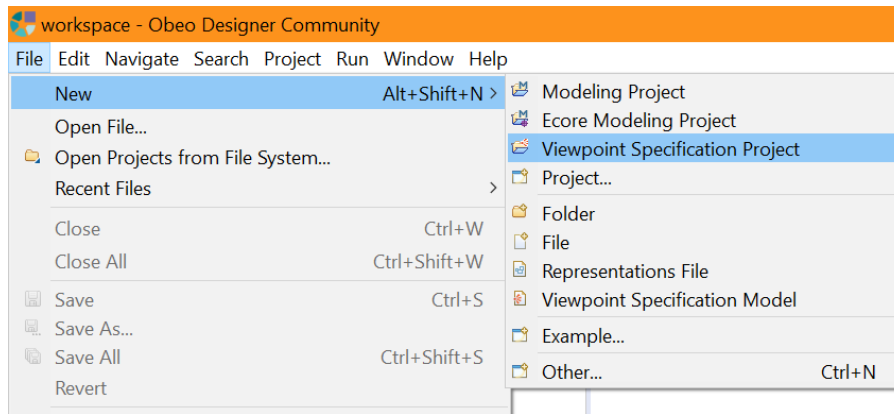 workspace - Obeo Designer Community
File Edit Navigate Search Project Run Window Help
New Alt+Shift+N >
Open File...
Open Projects from File System...
Recent Files >
Close Ctrl+W
Close All Ctrl+Shift+W
Save Ctrl+S
Save As...
Save All Ctrl+Shift+S
Revert
Modeling Project
Ecore Modeling Project
Viewpoint Specification Project
Project...
Folder
File
Representations File
Viewpoint Specification Model
Example...
Other... Ctrl+N